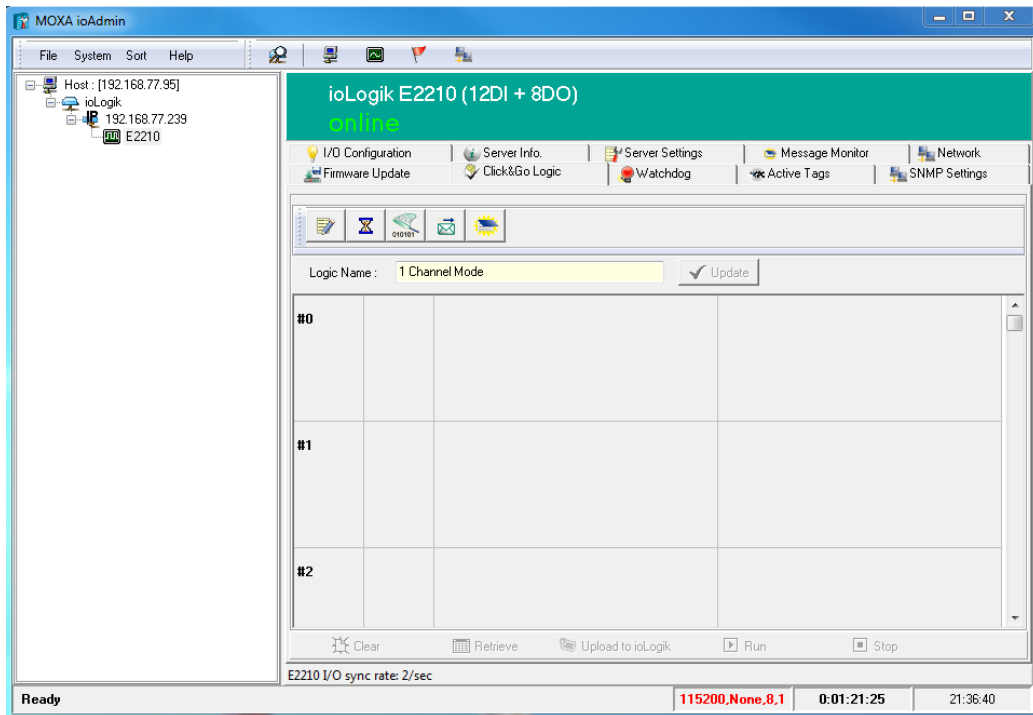 MOXA ioAdmin
File System Sort Help
Host : [192.168.77.95]
ioLogik
IP 192.168.77.239
E2210
ioLogik E2210 (12DI + 8DO)
online
I/O Configuration Server Info. Server Settings Message Monitor Network
Firmware Update Click&Go Logic Watchdog Active Tags SNMP Settings
010101
Logic Name : 1 Channel Mode Update
#0
#1
#2
Clear Retrieve Upload to ioLogik Run Stop
E2210 I/O sync rate: 2/sec
Ready 115200,None,8,1 0:01:21:25 21:36:40